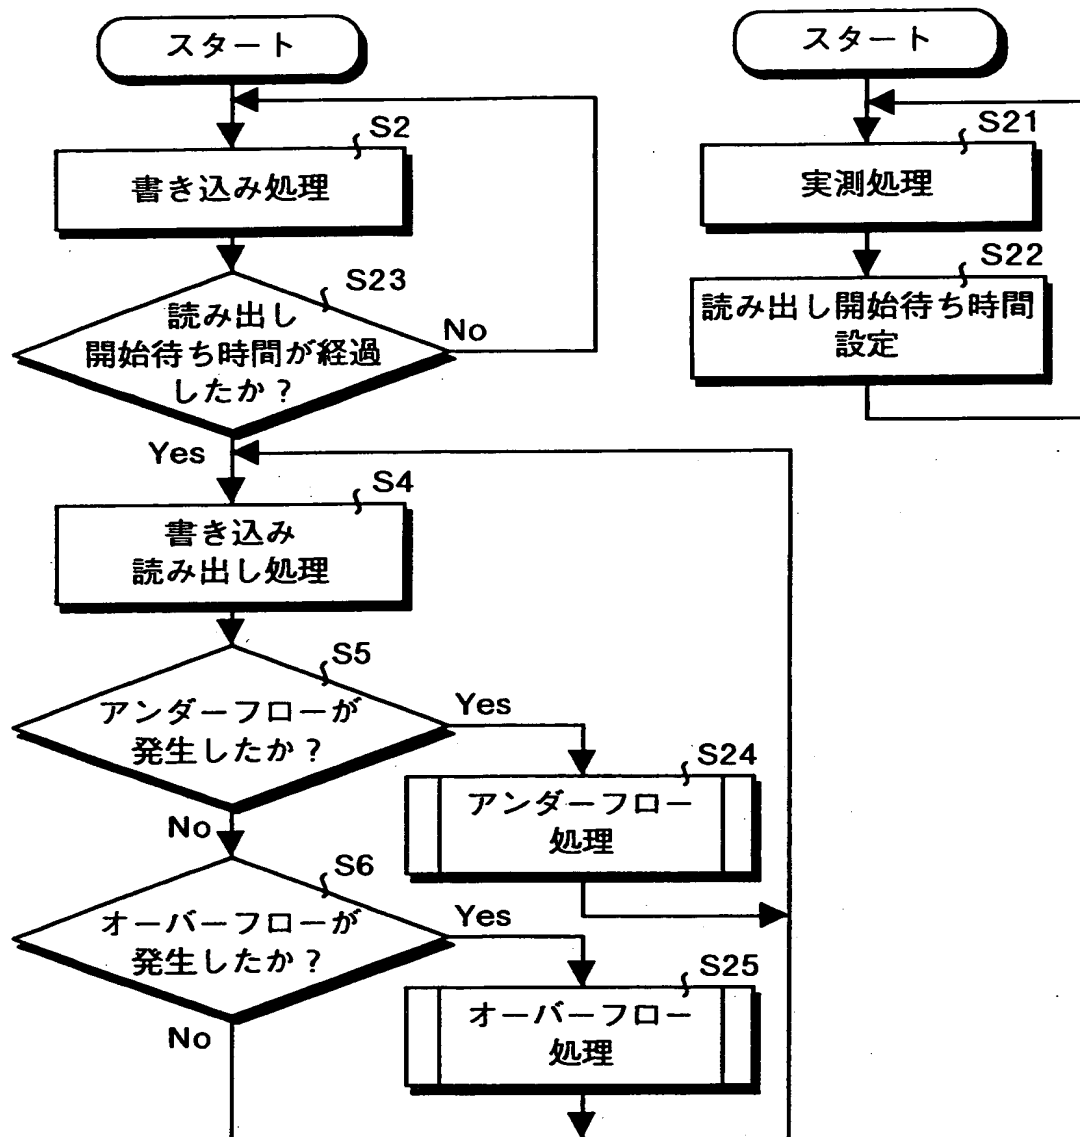 スタート
S2
書き込み処理
S23
読み出し
開始待ち時間が経過
したか？
No
Yes
S4
書き込み
読み出し処理
S5
アンダーフローが
発生したか？
Yes
No
S24
アンダーフロー
処理
S6
オーバーフローが
発生したか？
Yes
No
S25
オーバーフロー
処理
スタート
S21
実測処理
S22
読み出し開始待ち時間
設定